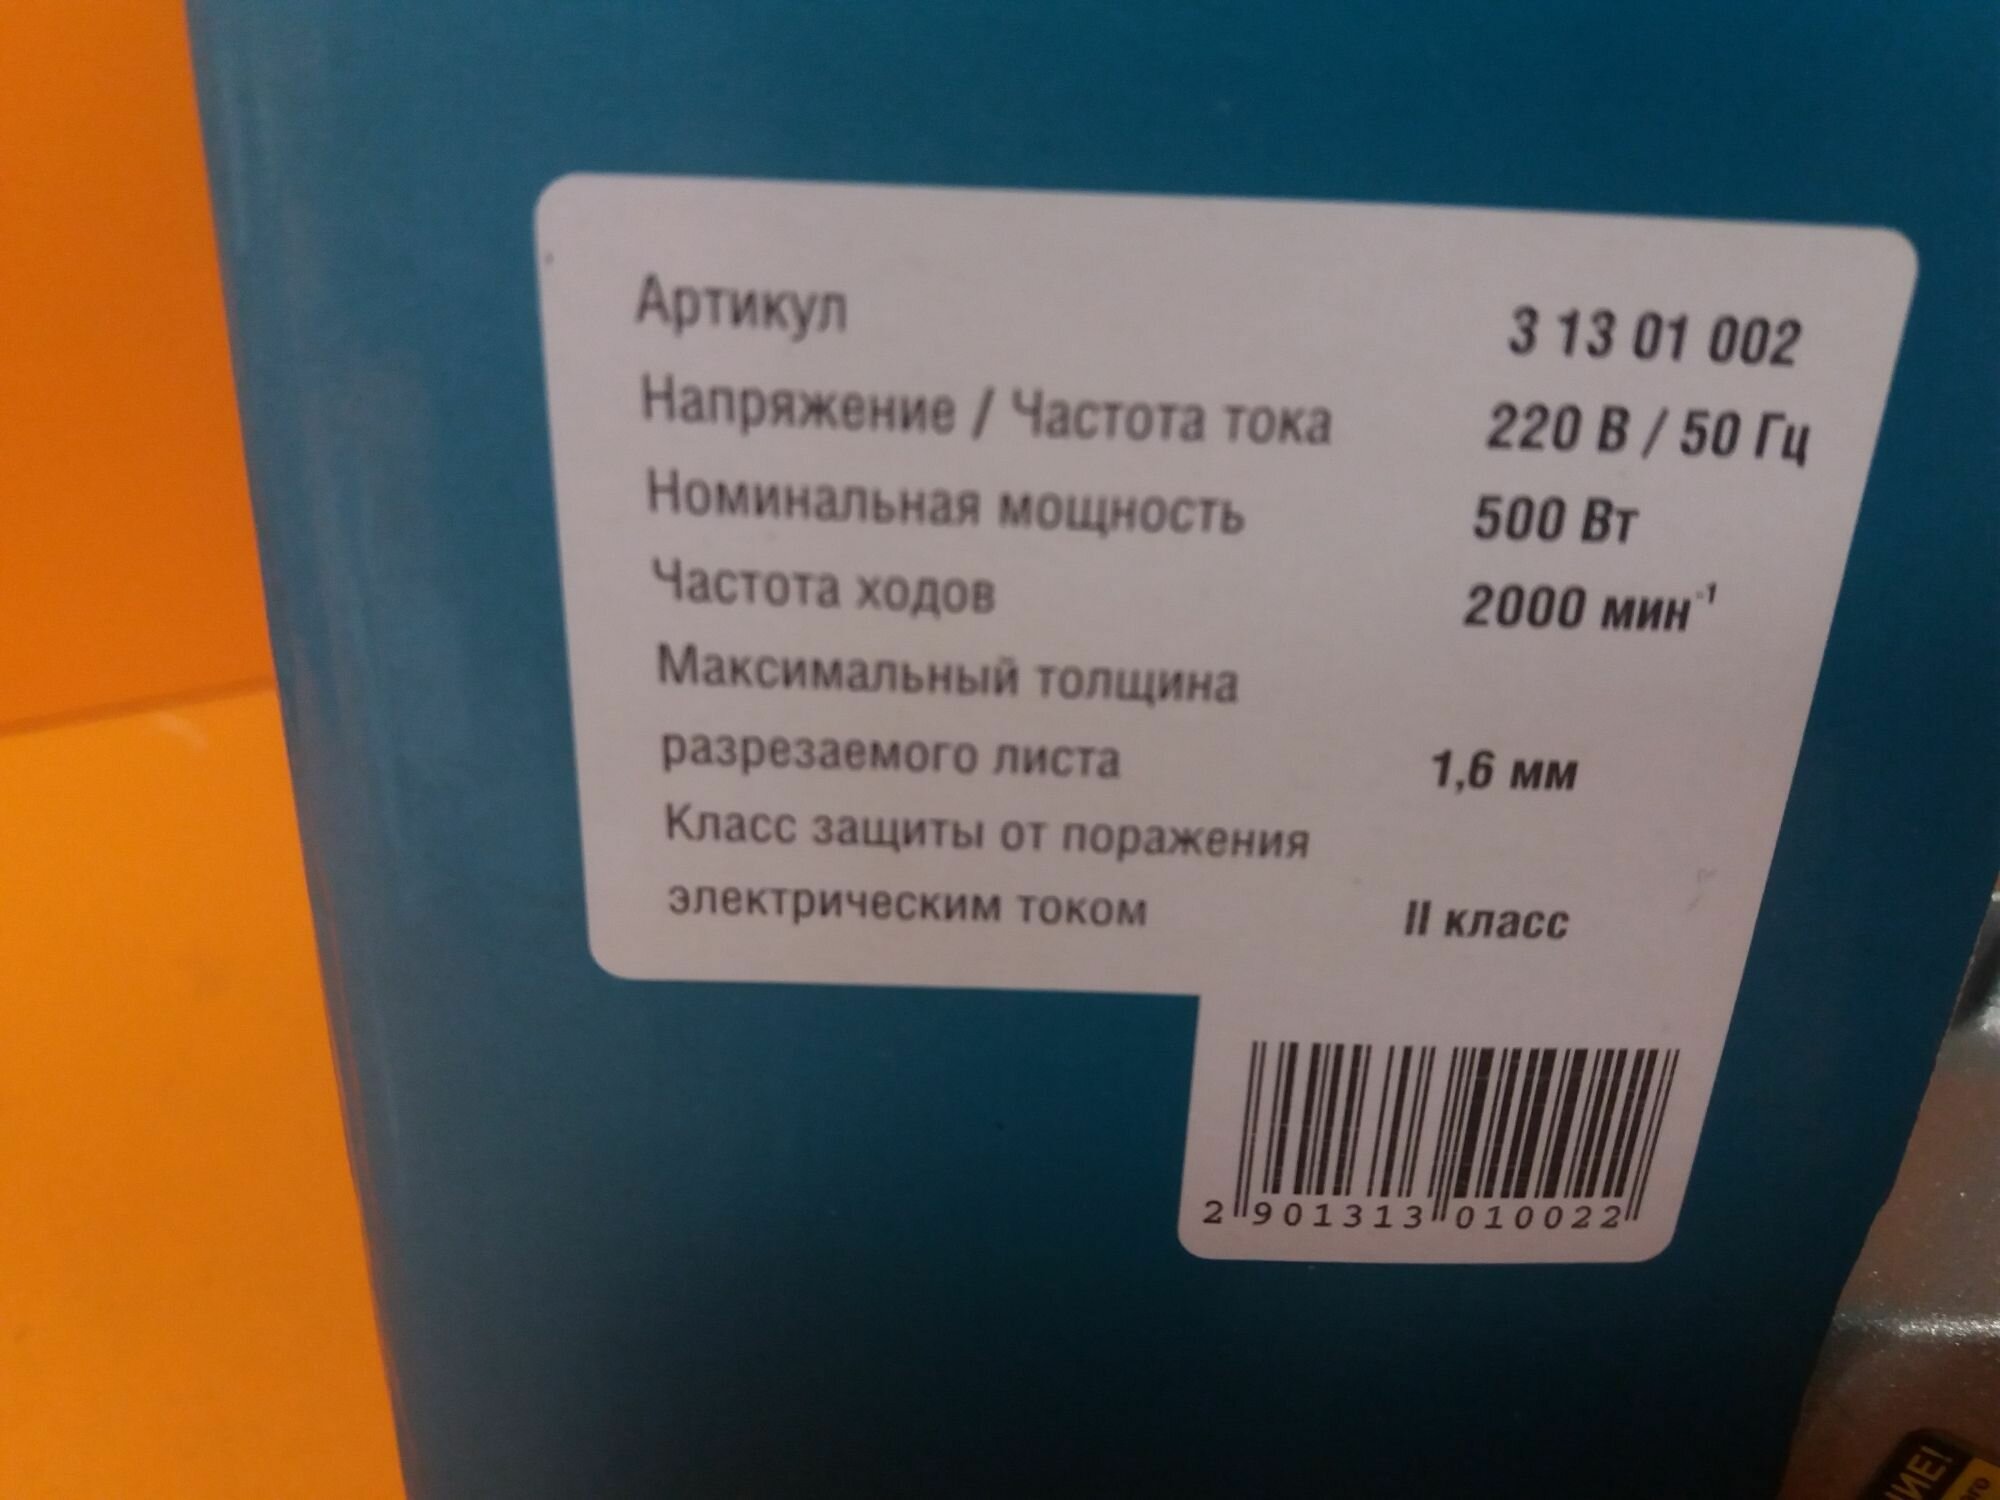 Артикул 3 13 01 002
Напряжение / Частота тока 220 В / 50 Гц
Номинальная мощность 500 Вт
Частота ходов 2000 мин⁻¹
Максимальный толщина
разрезаемого листа 1,6 мм
Класс защиты от поражения
электрическим током II класс
2 901313 010022
ИЕ!